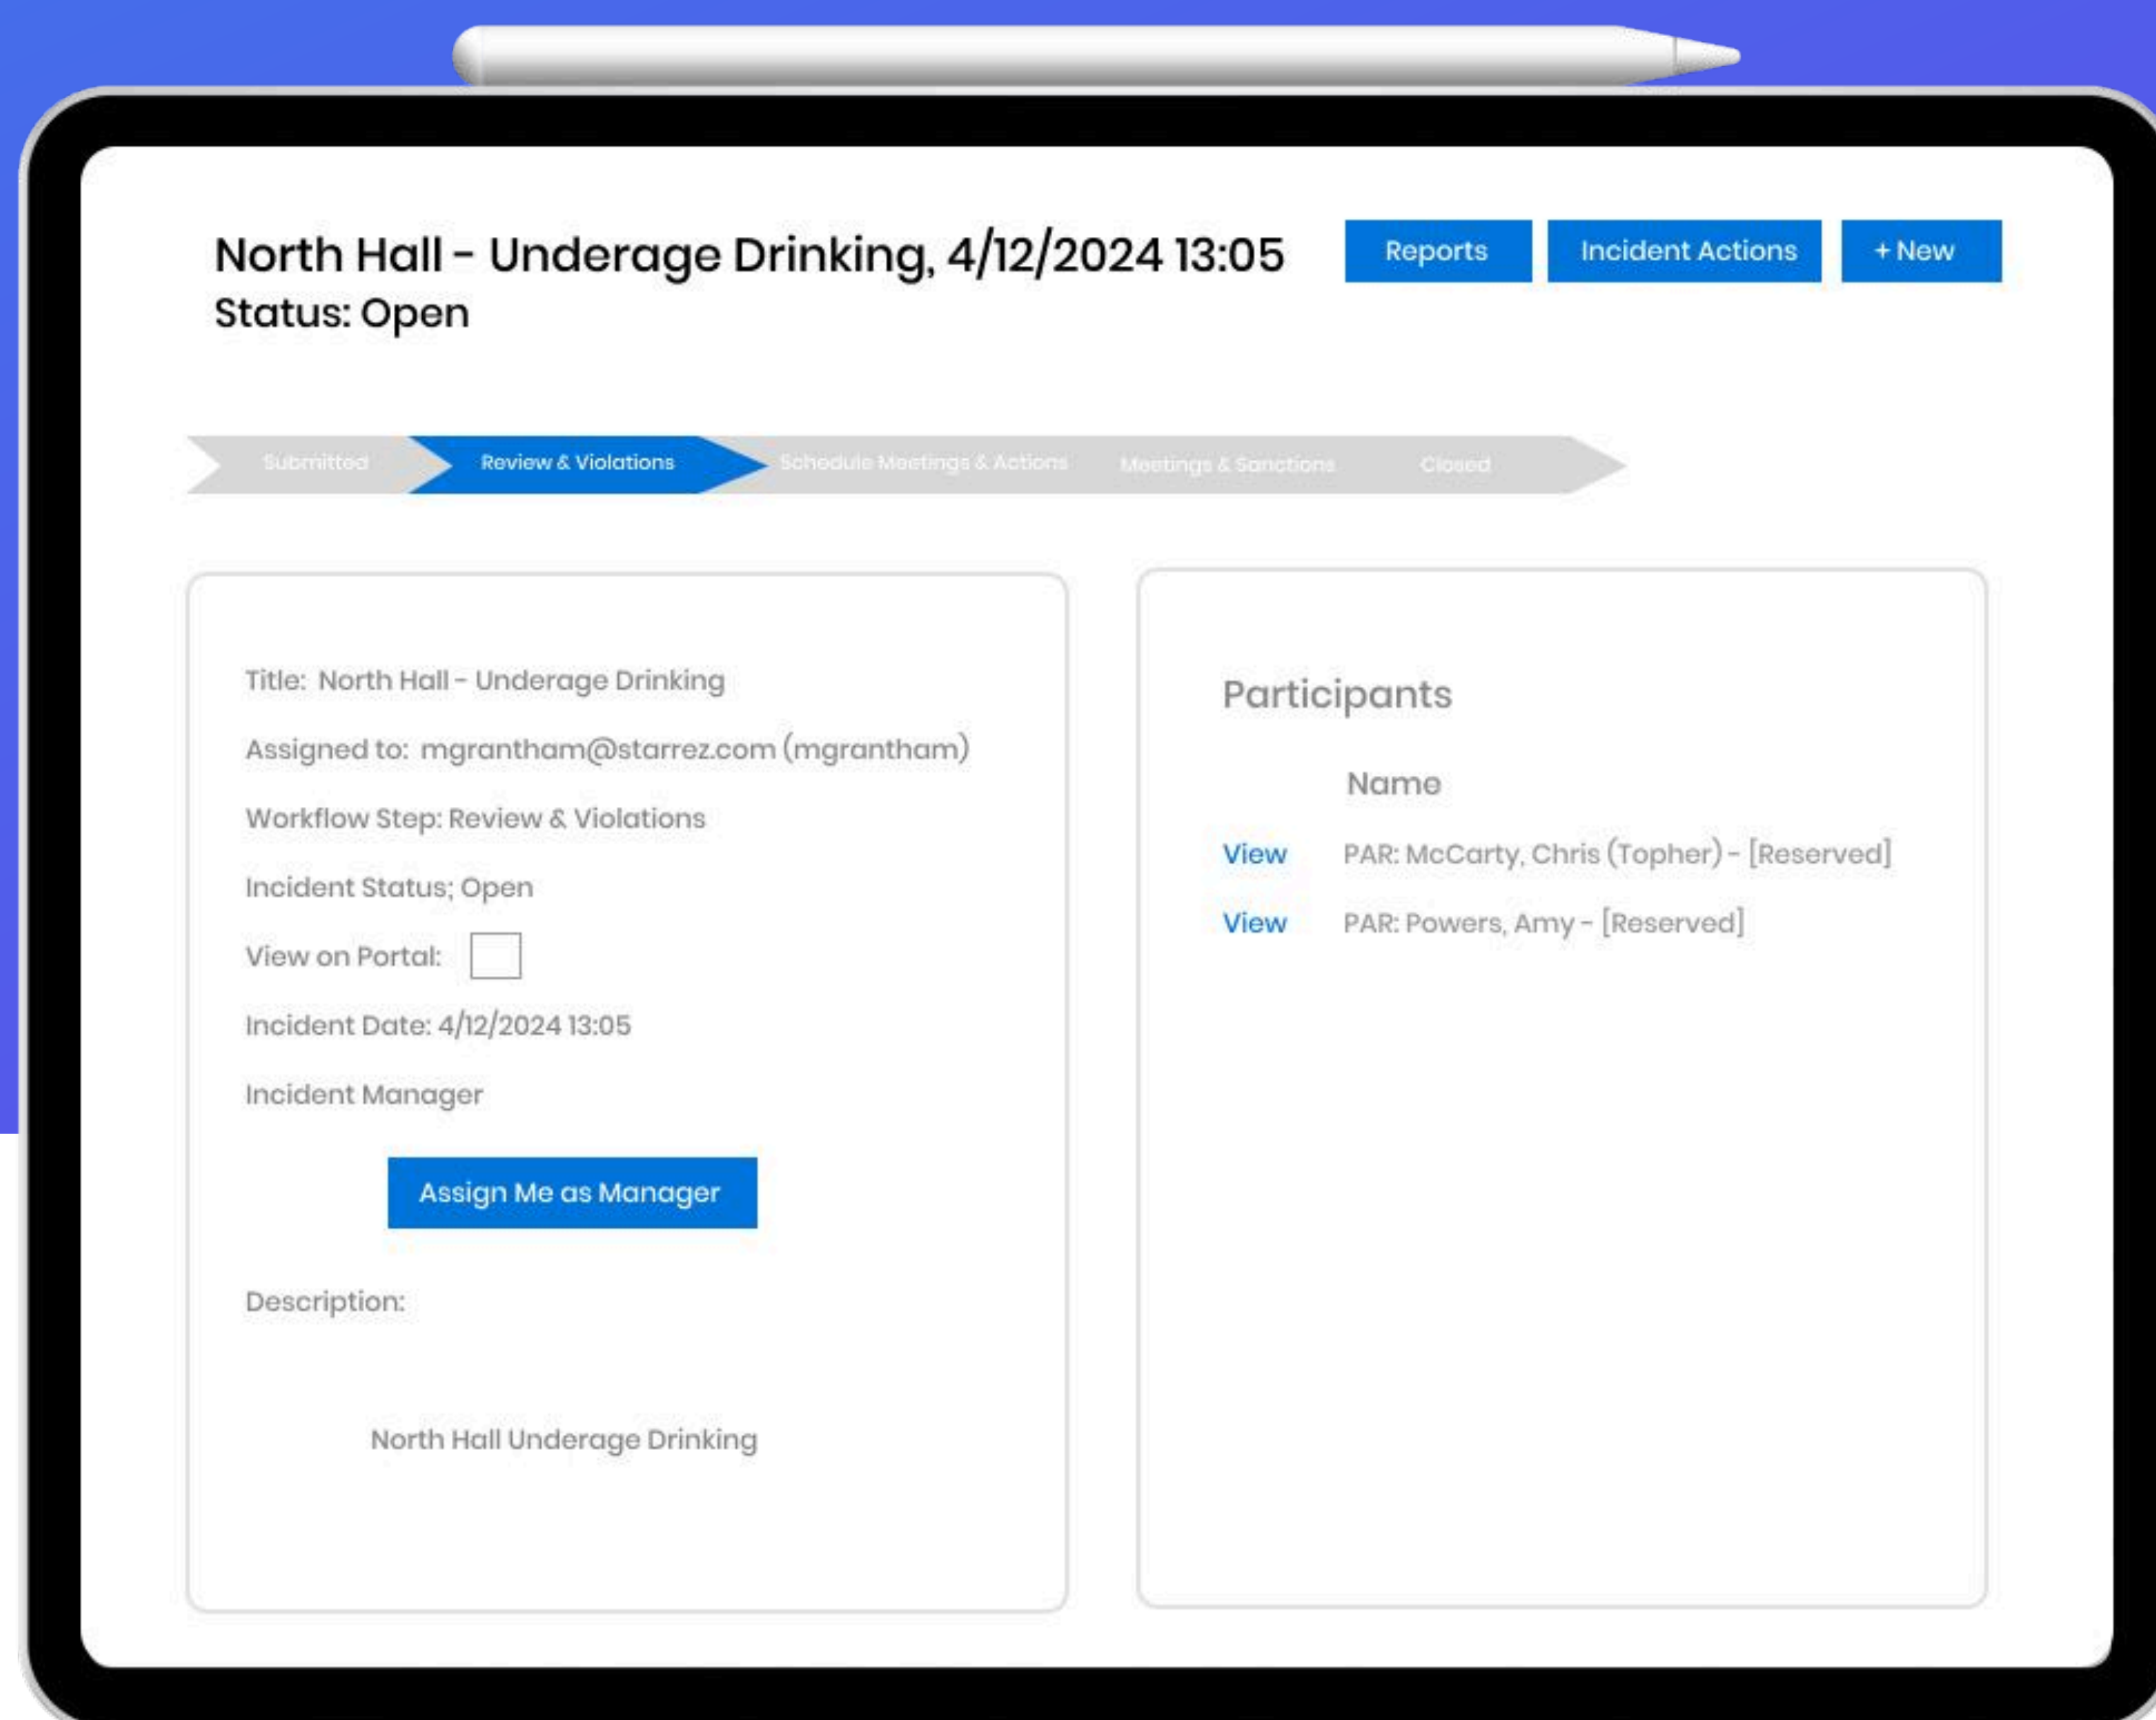 North Hall - Underage Drinking, 4/12/2024 13:05
Status: Open
Reports
Incident Actions
+ New
Submitted
Review & Violations
Schedule Meetings & Actions
Meetings & Sanctions
Closed
Title: North Hall - Underage Drinking
Assigned to: mgrantham@starrez.com (mgrantham)
Workflow Step: Review & Violations
Incident Status; Open
View on Portal:
Incident Date: 4/12/2024 13:05
Incident Manager
Assign Me as Manager
Description:
North Hall Underage Drinking
Participants
Name
View PAR: McCarty, Chris (Topher) - [Reserved]
View PAR: Powers, Amy - [Reserved]